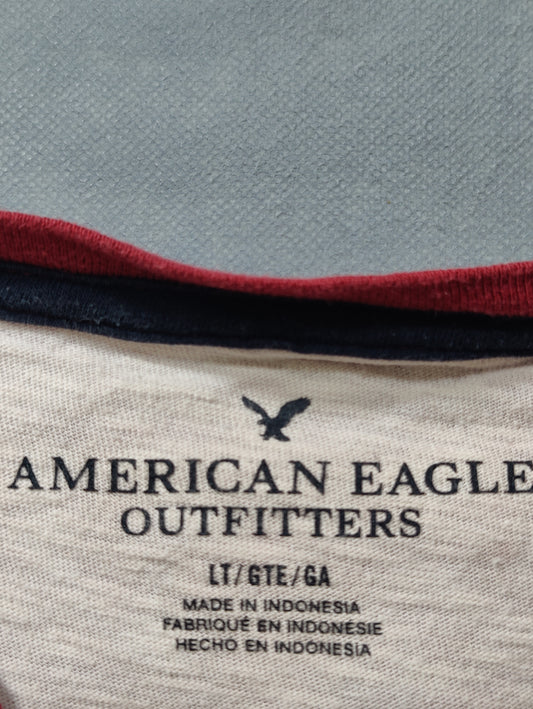 AMERICAN EAGLE
OUTFITTERS
LT/GTE/GA
MADE IN INDONESIA
FABRIQUÉ EN INDONÉSIE
HECHO EN INDONESIA